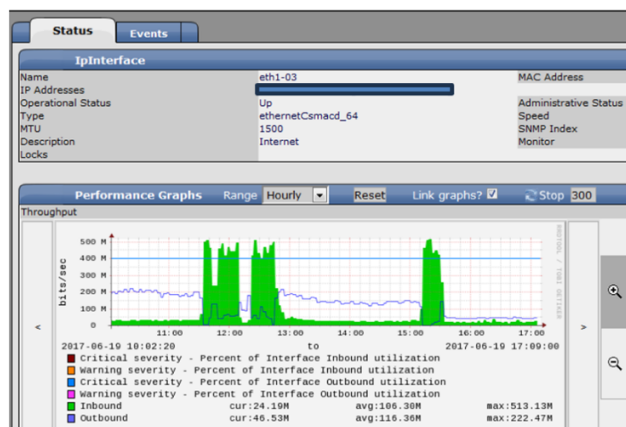 Status Events
IpInterface
Name eth1-03 MAC Address
IP Addresses
Operational Status Up Administrative Status
Type ethernetCsmacd_64 Speed
MTU 1500 SNMP Index
Description Internet Monitor
Locks
Performance Graphs Range Hourly Reset Link graphs? Stop 300
Throughput
500 M
400 M
300 M
200 M
100 M
0
bits/sec
RRDTOOL / TOBI OETIKER
11:00 12:00 13:00 14:00 15:00 16:00 17:00
2017-06-19 10:02:20 to 2017-06-19 17:09:00
Critical severity - Percent of Interface Inbound utilization
Warning severity - Percent of Interface Inbound utilization
Critical severity - Percent of Interface Outbound utilization
Warning severity - Percent of Interface Outbound utilization
Inbound cur:24.19M avg:106.30M max:513.13M
Outbound cur:46.53M avg:116.36M max:222.47M
< >